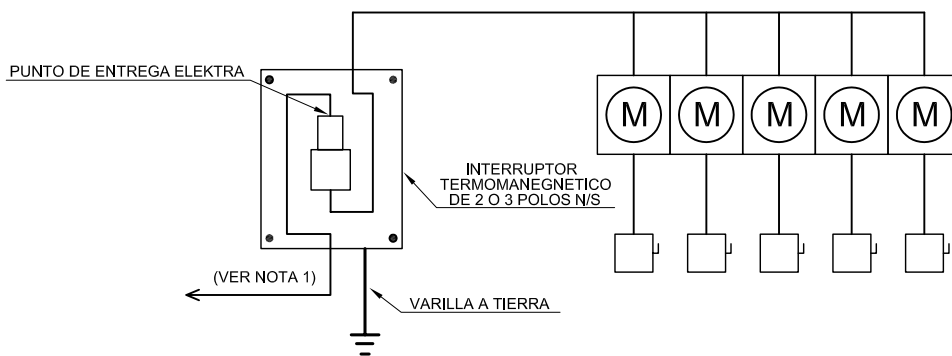 PUNTO DE ENTREGA ELEKTRA
M M M M M
INTERRUPTOR
TERMOMANEGNETICO
DE 2 O 3 POLOS N/S
(VER NOTA 1)
VARILLA A TIERRA